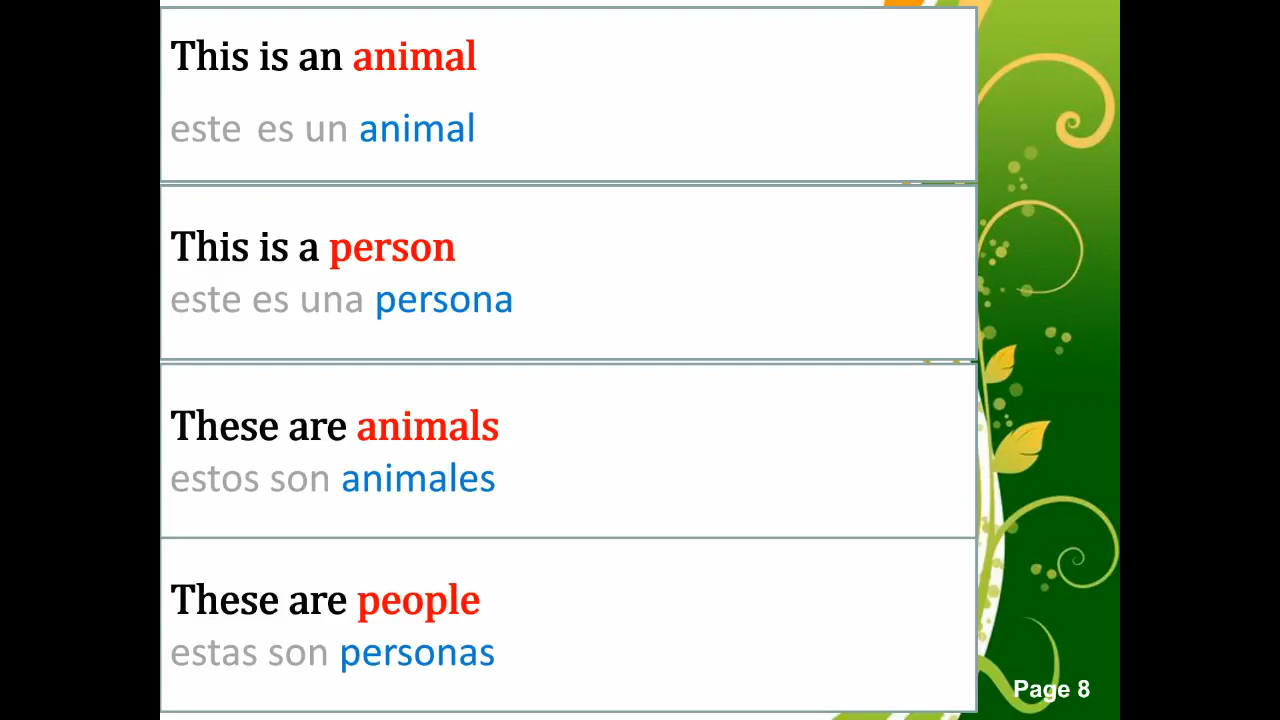 This is an animal
este es un animal
This is a person
este es una persona
These are animals
estos son animales
These are people
estas son personas
Page 8